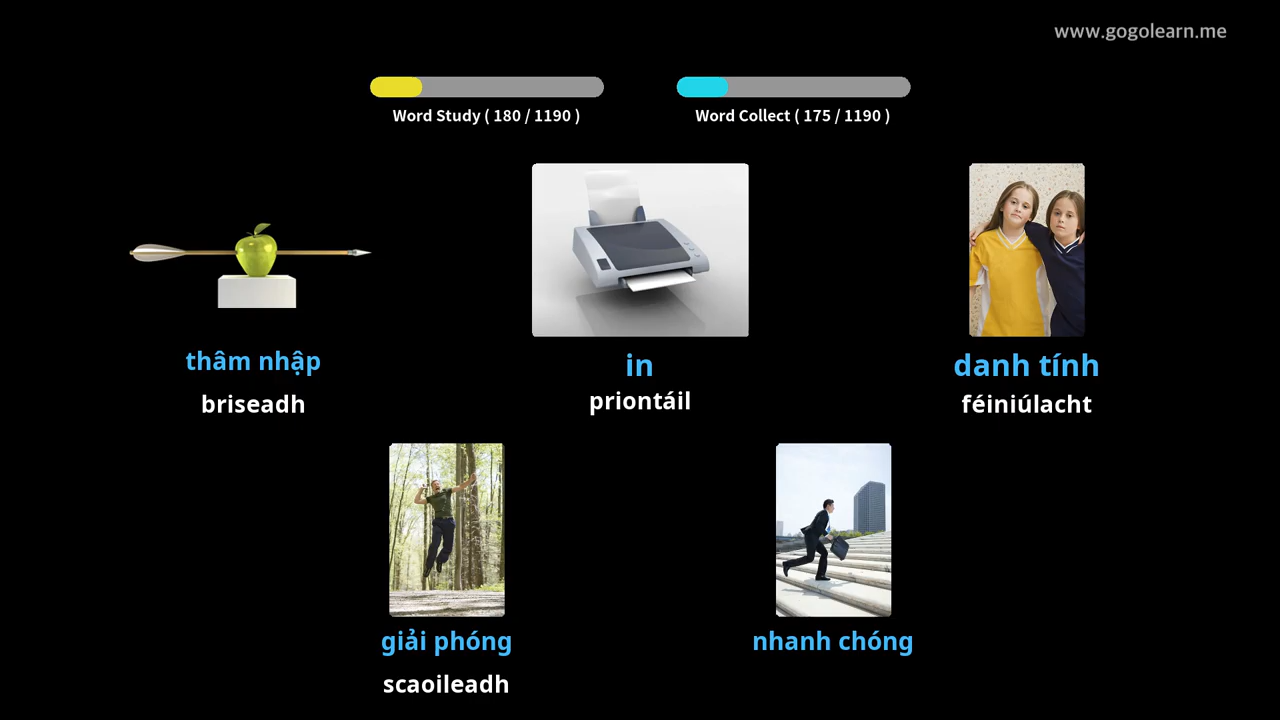 www.gogolearn.me
Word Study ( 180 / 1190 )
Word Collect ( 175 / 1190 )
thâm nhập
briseadh
in
priontáil
danh tính
féiniúlacht
giải phóng
scaoileadh
nhanh chóng